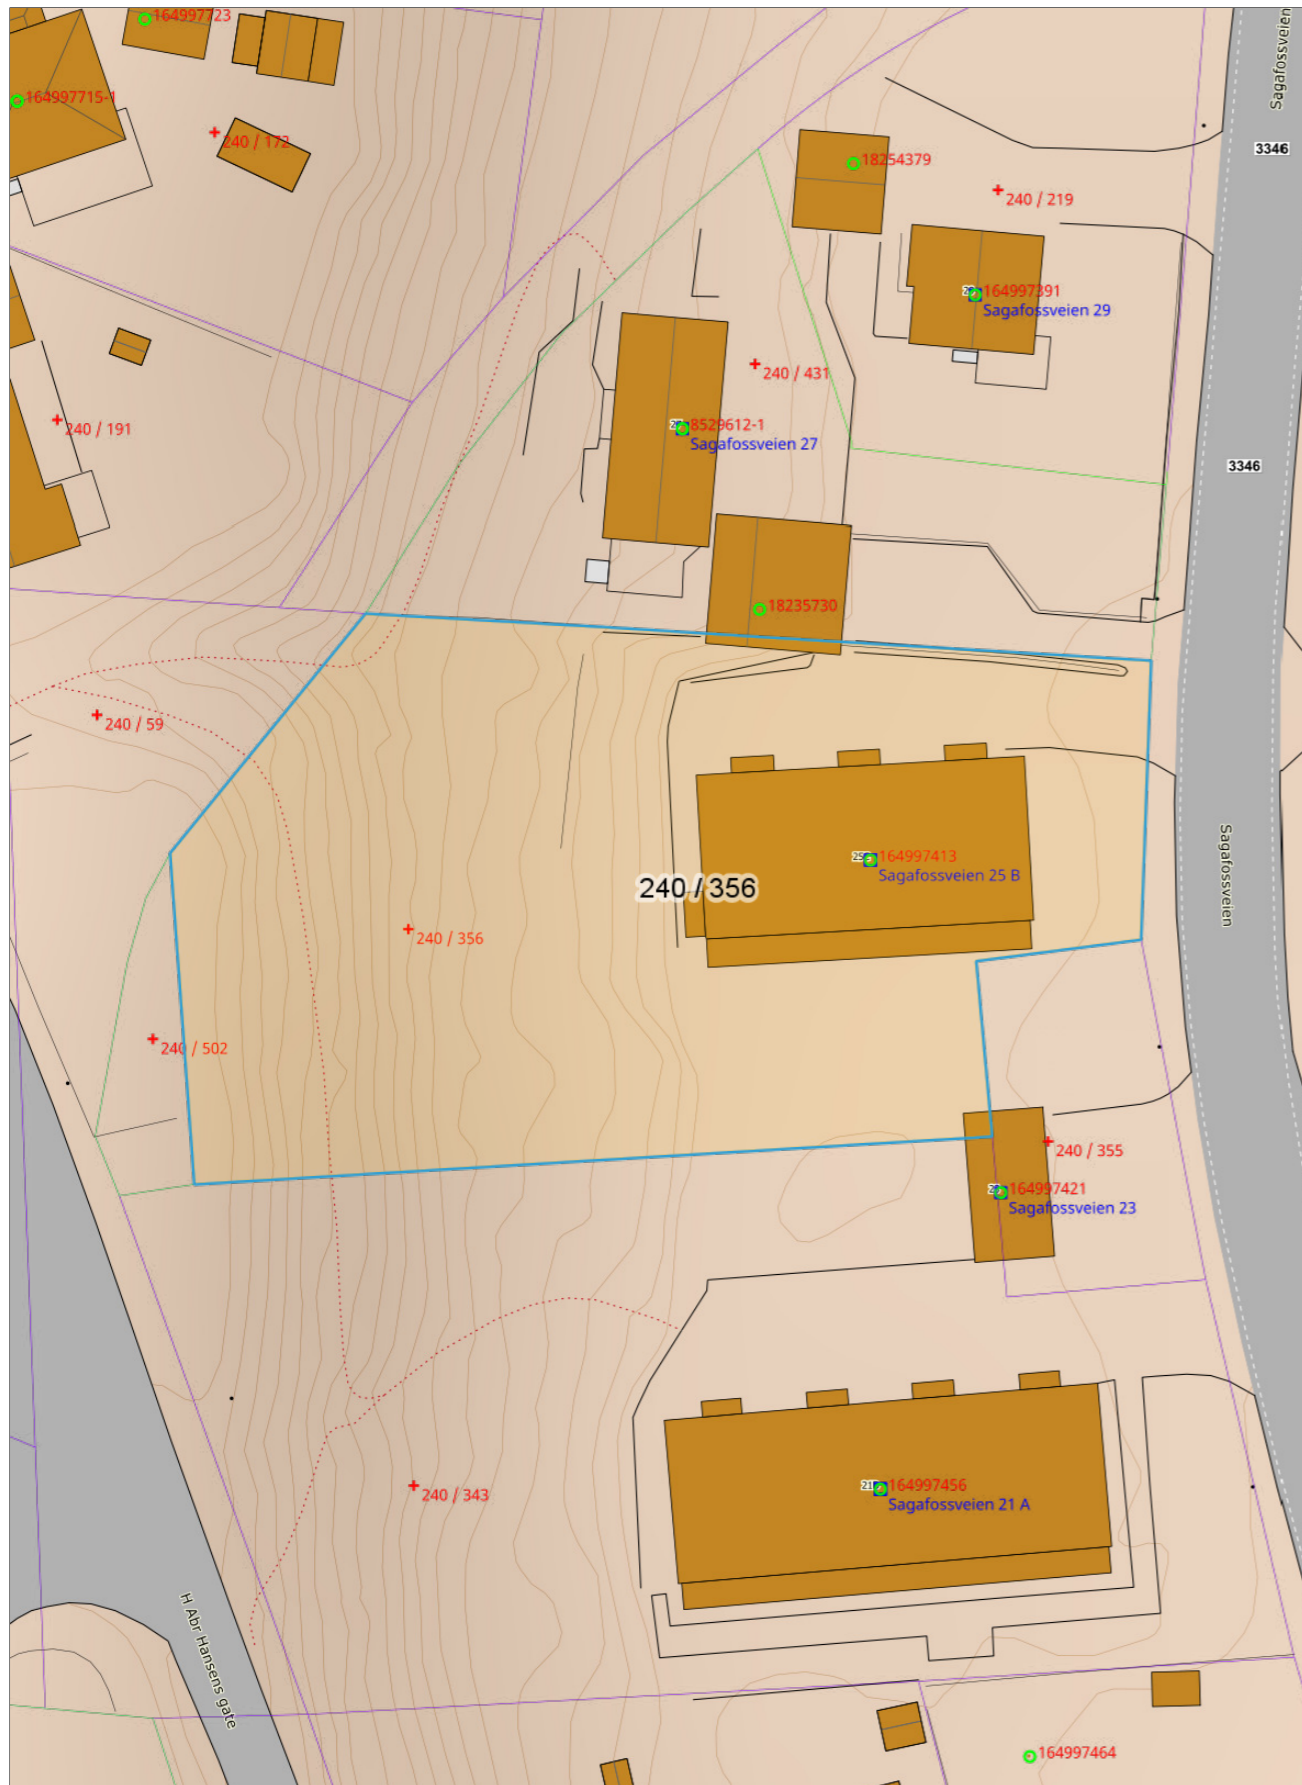 164997723
Sagafossveien
164997715-1
240 / 172
3346
18254379
240 / 219
164997391
Sagafossveien 29
240 / 431
240 / 191
8529612-1
Sagafossveien 27
3346
18235730
240 / 59
164997413
25
Sagafossveien 25 B
240 / 356
Sagafossveien
240 / 356
240 / 502
240 / 355
164997421
Sagafossveien 23
164997456
21
Sagafossveien 21 A
240 / 343
H Abr Hansens gate
164997464